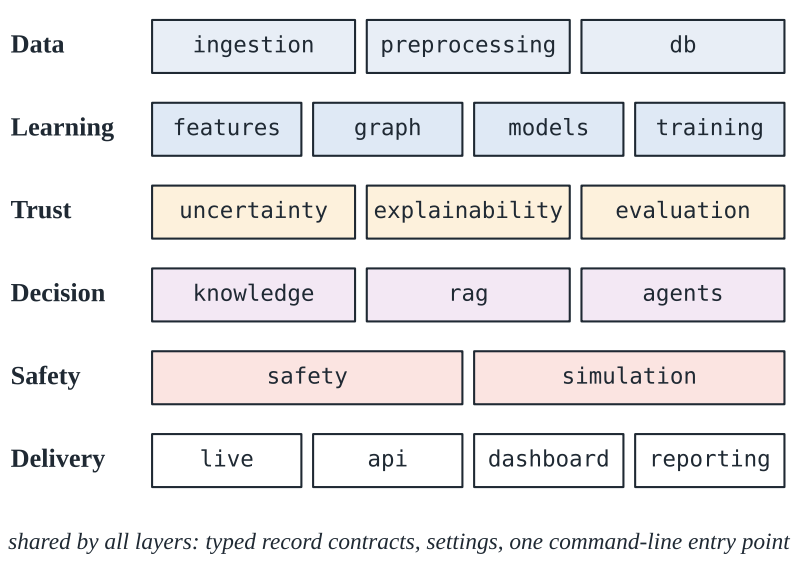 Data ingestion preprocessing db
Learning features graph models training
Trust uncertainty explainability evaluation
Decision knowledge rag agents
Safety safety simulation
Delivery live api dashboard reporting
shared by all layers: typed record contracts, settings, one command-line entry point